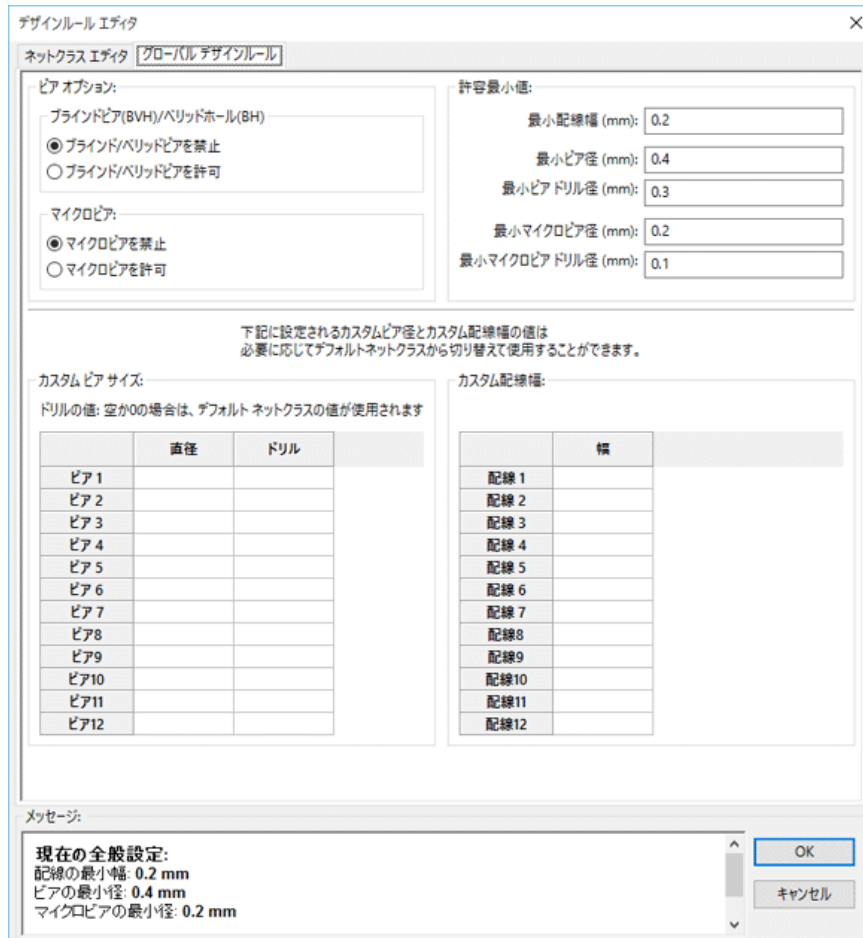 デザインルール エディタ
ネットクラス エディタ グローバル デザインルール
ビア オプション:
ブラインドビア(BVH)/ベリッドホール(BH)
ブラインド/ベリッドビアを禁止
ブラインド/ベリッドビアを許可
マイクロビア:
マイクロビアを禁止
マイクロビアを許可
許容最小値:
最小配線幅 (mm): 0.2
最小ビア径 (mm): 0.4
最小ビア ドリル径 (mm): 0.3
最小マイクロビア径 (mm): 0.2
最小マイクロビア ドリル径 (mm): 0.1
下記に設定されるカスタムビア径とカスタム配線幅の値は
必要に応じてデフォルトネットクラスから切り替えて使用することができます。
カスタム ビア サイズ:
ドリルの値: 空か0の場合は、デフォルト ネットクラスの値が使用されます
直径 ドリル
ビア 1
ビア 2
ビア 3
ビア 4
ビア 5
ビア 6
ビア 7
ビア8
ビア9
ビア10
ビア11
ビア12
カスタム配線幅:
幅
配線 1
配線 2
配線 3
配線 4
配線 5
配線 6
配線 7
配線8
配線9
配線10
配線11
配線12
メッセージ:
現在の全般設定:
配線の最小幅: 0.2 mm
ビアの最小径: 0.4 mm
マイクロビアの最小径: 0.2 mm
OK
キャンセル